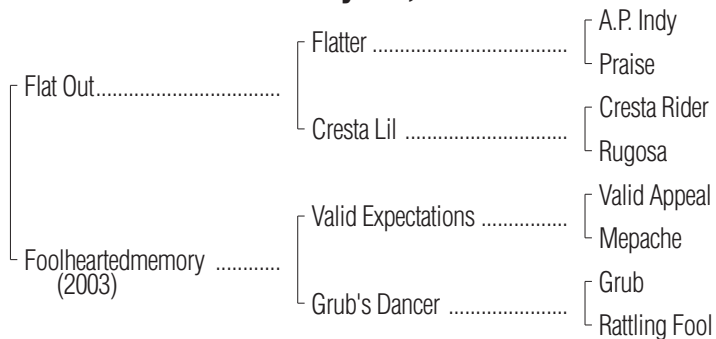 A.P. Indy
Flatter ..................................
Praise
Flat Out................................
Cresta Rider
Cresta Lil ............................
Rugosa
Valid Appeal
Valid Expectations ...............
Mepache
Foolheartedmemory ............
(2003)
Grub
Grub's Dancer .....................
Rattling Fool